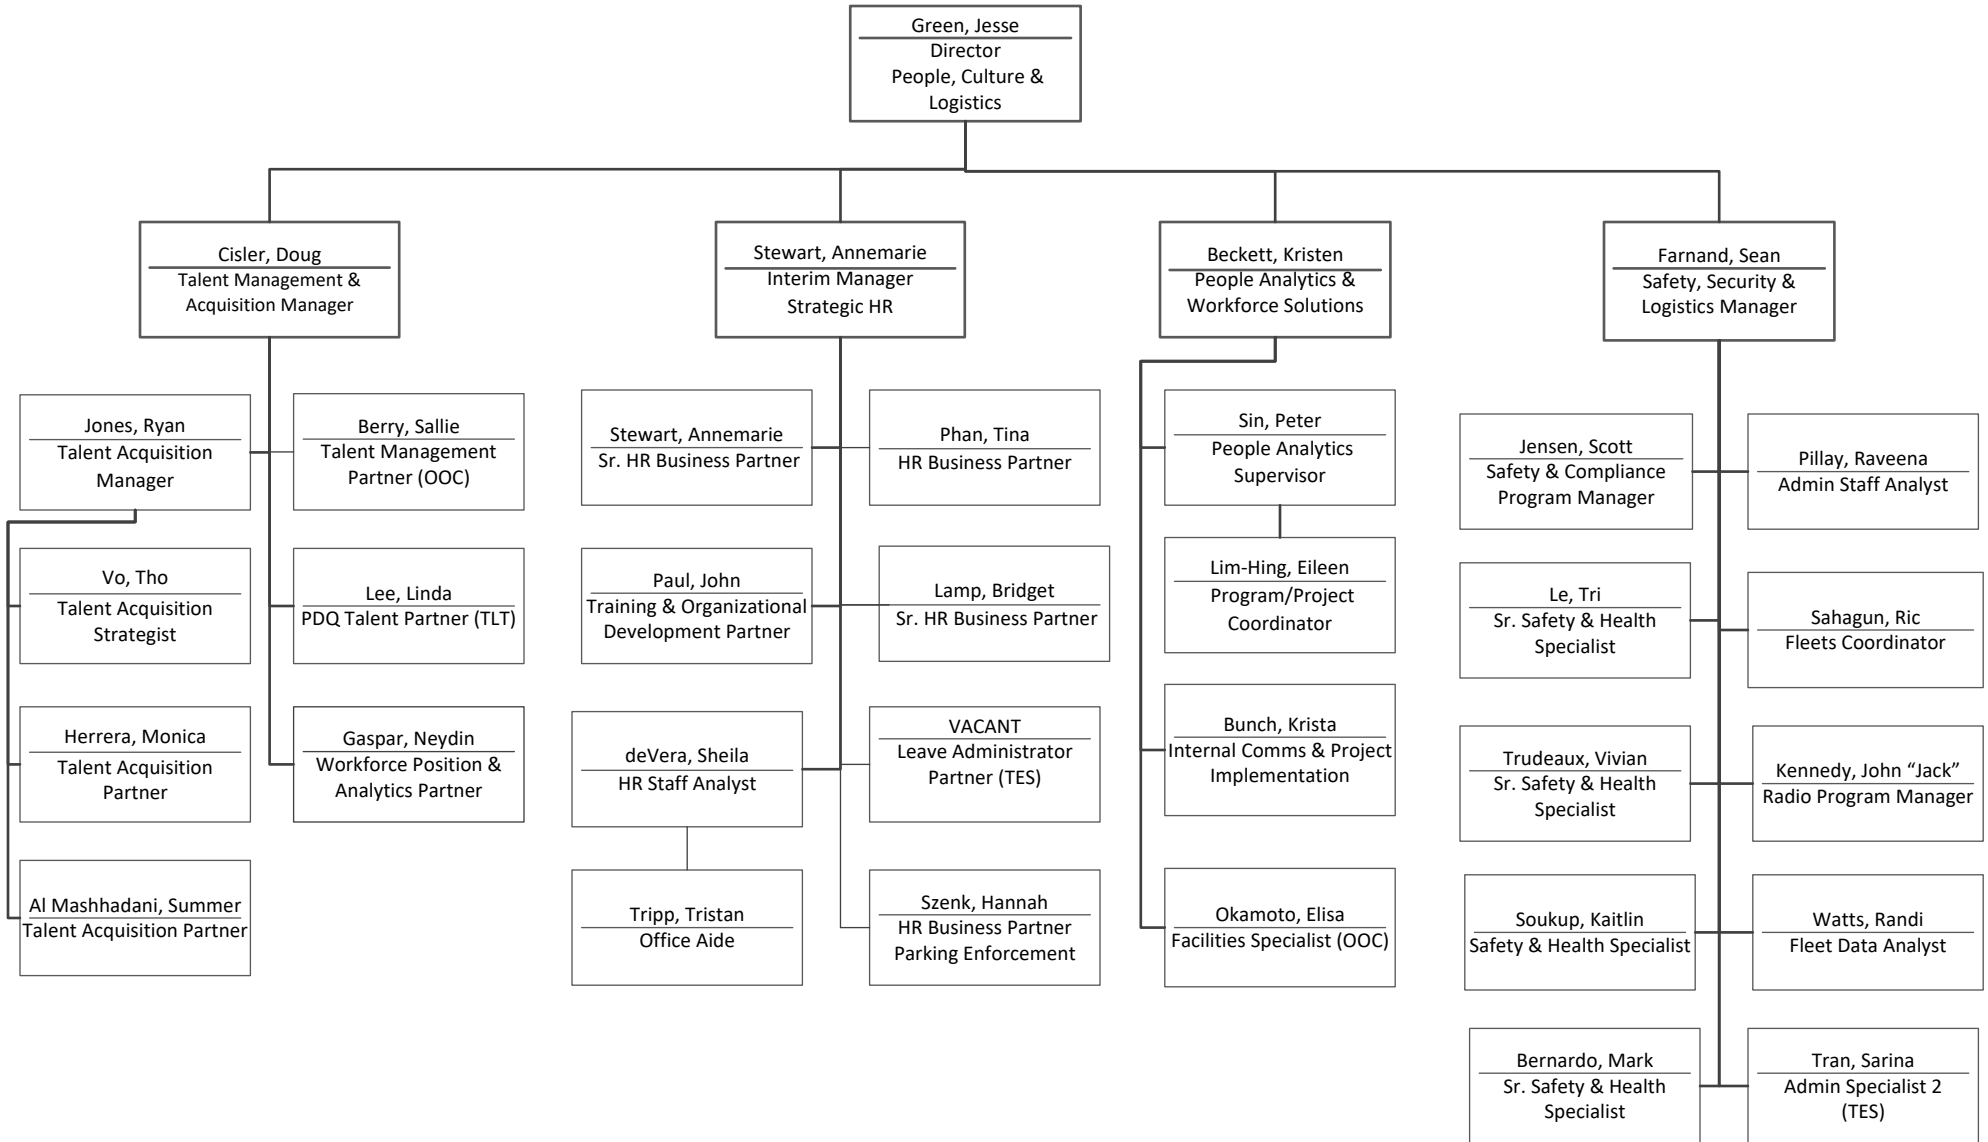 Green, Jesse
Director
People, Culture &
Logistics
Cisler, Doug
Talent Management &
Acquisition Manager
Stewart, Annemarie
Interim Manager
Strategic HR
Beckett, Kristen
People Analytics &
Workforce Solutions
Farnand, Sean
Safety, Security &
Logistics Manager
Jones, Ryan
Talent Acquisition
Manager
Berry, Sallie
Talent Management
Partner (OOC)
Vo, Tho
Talent Acquisition
Strategist
Lee, Linda
PDQ Talent Partner (TLT)
Herrera, Monica
Talent Acquisition
Partner
Gaspar, Neydin
Workforce Position &
Analytics Partner
Al Mashhadani, Summer
Talent Acquisition Partner
Stewart, Annemarie
Sr. HR Business Partner
Phan, Tina
HR Business Partner
Paul, John
Training & Organizational
Development Partner
Lamp, Bridget
Sr. HR Business Partner
deVera, Sheila
HR Staff Analyst
VACANT
Leave Administrator
Partner (TES)
Tripp, Tristan
Office Aide
Szenk, Hannah
HR Business Partner
Parking Enforcement
Sin, Peter
People Analytics
Supervisor
Lim-Hing, Eileen
Program/Project
Coordinator
Bunch, Krista
Internal Comms & Project
Implementation
Okamoto, Elisa
Facilities Specialist (OOC)
Jensen, Scott
Safety & Compliance
Program Manager
Pillay, Raveena
Admin Staff Analyst
Le, Tri
Sr. Safety & Health
Specialist
Sahagun, Ric
Fleets Coordinator
Trudeaux, Vivian
Sr. Safety & Health
Specialist
Kennedy, John “Jack”
Radio Program Manager
Soukup, Kaitlin
Safety & Health Specialist
Watts, Randi
Fleet Data Analyst
Bernardo, Mark
Sr. Safety & Health
Specialist
Tran, Sarina
Admin Specialist 2
(TES)